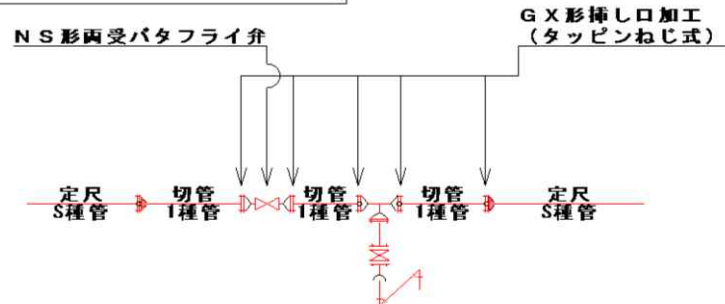 GX形挿し口加工
NS形両受バタフライ弁
(タッピンねじ式)
定尺 切管 切管 切管 定尺
S種管 1種管 1種管 1種管 S種管